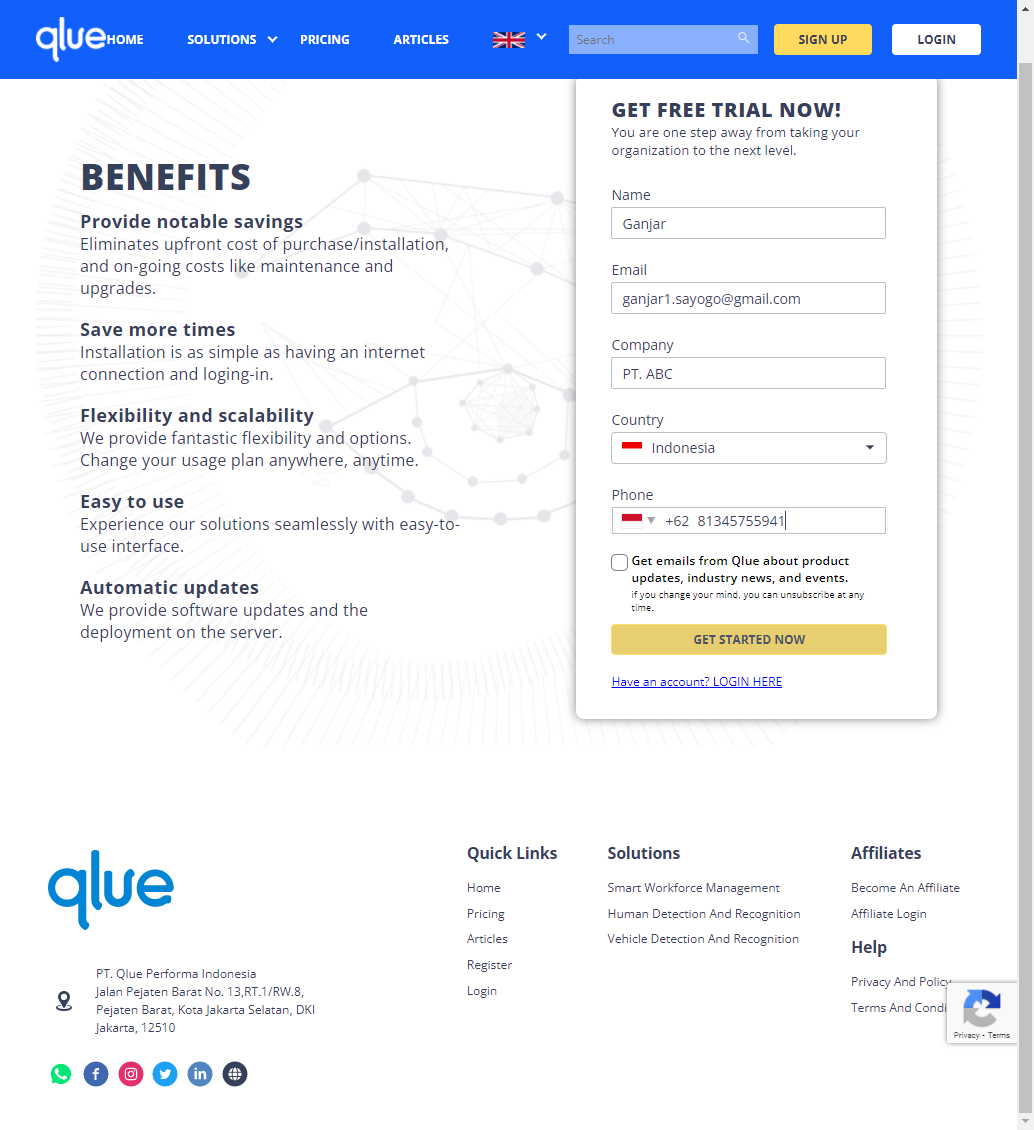 qlue
HOME
SOLUTIONS
PRICING
ARTICLES
Search
SIGN UP
LOGIN
BENEFITS
Provide notable savings
Eliminates upfront cost of purchase/installation,
and on-going costs like maintenance and
upgrades.
Save more times
Installation is as simple as having an internet
connection and loging-in.
Flexibility and scalability
We provide fantastic flexibility and options.
Change your usage plan anywhere, anytime.
Easy to use
Experience our solutions seamlessly with easy-to-
use interface.
Automatic updates
We provide software updates and the
deployment on the server.
GET FREE TRIAL NOW!
You are one step away from taking your
organization to the next level.
Name
Ganjar
Email
ganjar1.sayogo@gmail.com
Company
PT. ABC
Country
Indonesia
Phone
+62 81345755941
Get emails from Qlue about product
updates, industry news, and events.
if you change your mind, you can unsubscribe at any
time.
GET STARTED NOW
Have an account? LOGIN HERE
qlue
PT. Qlue Performa Indonesia
Jalan Pejaten Barat No. 13,RT.1/RW.8,
Pejaten Barat, Kota Jakarta Selatan, DKI
Jakarta, 12510
Quick Links
Home
Pricing
Articles
Register
Login
Solutions
Smart Workforce Management
Human Detection And Recognition
Vehicle Detection And Recognition
Affiliates
Become An Affiliate
Affiliate Login
Help
Privacy And Policy
Terms And Condi
Privacy - Terms